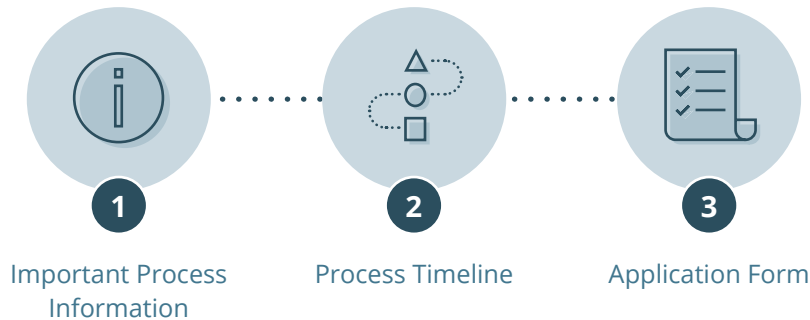 1
2
3
Important Process
Information
Process Timeline
Application Form